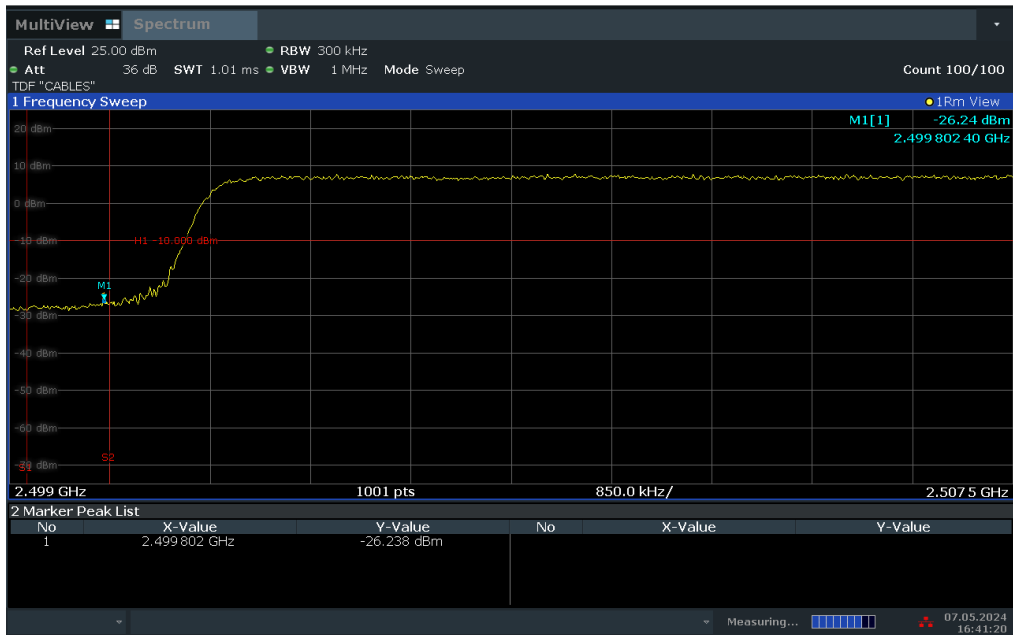 MultiView Spectrum
Ref Level 25.00 dBm RBW 300 kHz
Att 36 dB SWT 1.01 ms VBW 1 MHz Mode Sweep Count 100/100
TDF "CABLES"
1 Frequency Sweep 1Rm View
M1[1] -26.24 dBm
2.499 802 40 GHz
20 dBm
10 dBm
0 dBm
-10 dBm H1 -10.000 dBm
-20 dBm
M1
-30 dBm
-40 dBm
-50 dBm
-60 dBm
S2
-70 dBm
S1
2.499 GHz 1001 pts 850.0 kHz/ 2.5075 GHz
2 Marker Peak List
No X-Value Y-Value No X-Value Y-Value
1 2.499 802 GHz -26.238 dBm
Measuring... 07.05.2024
16:41:20